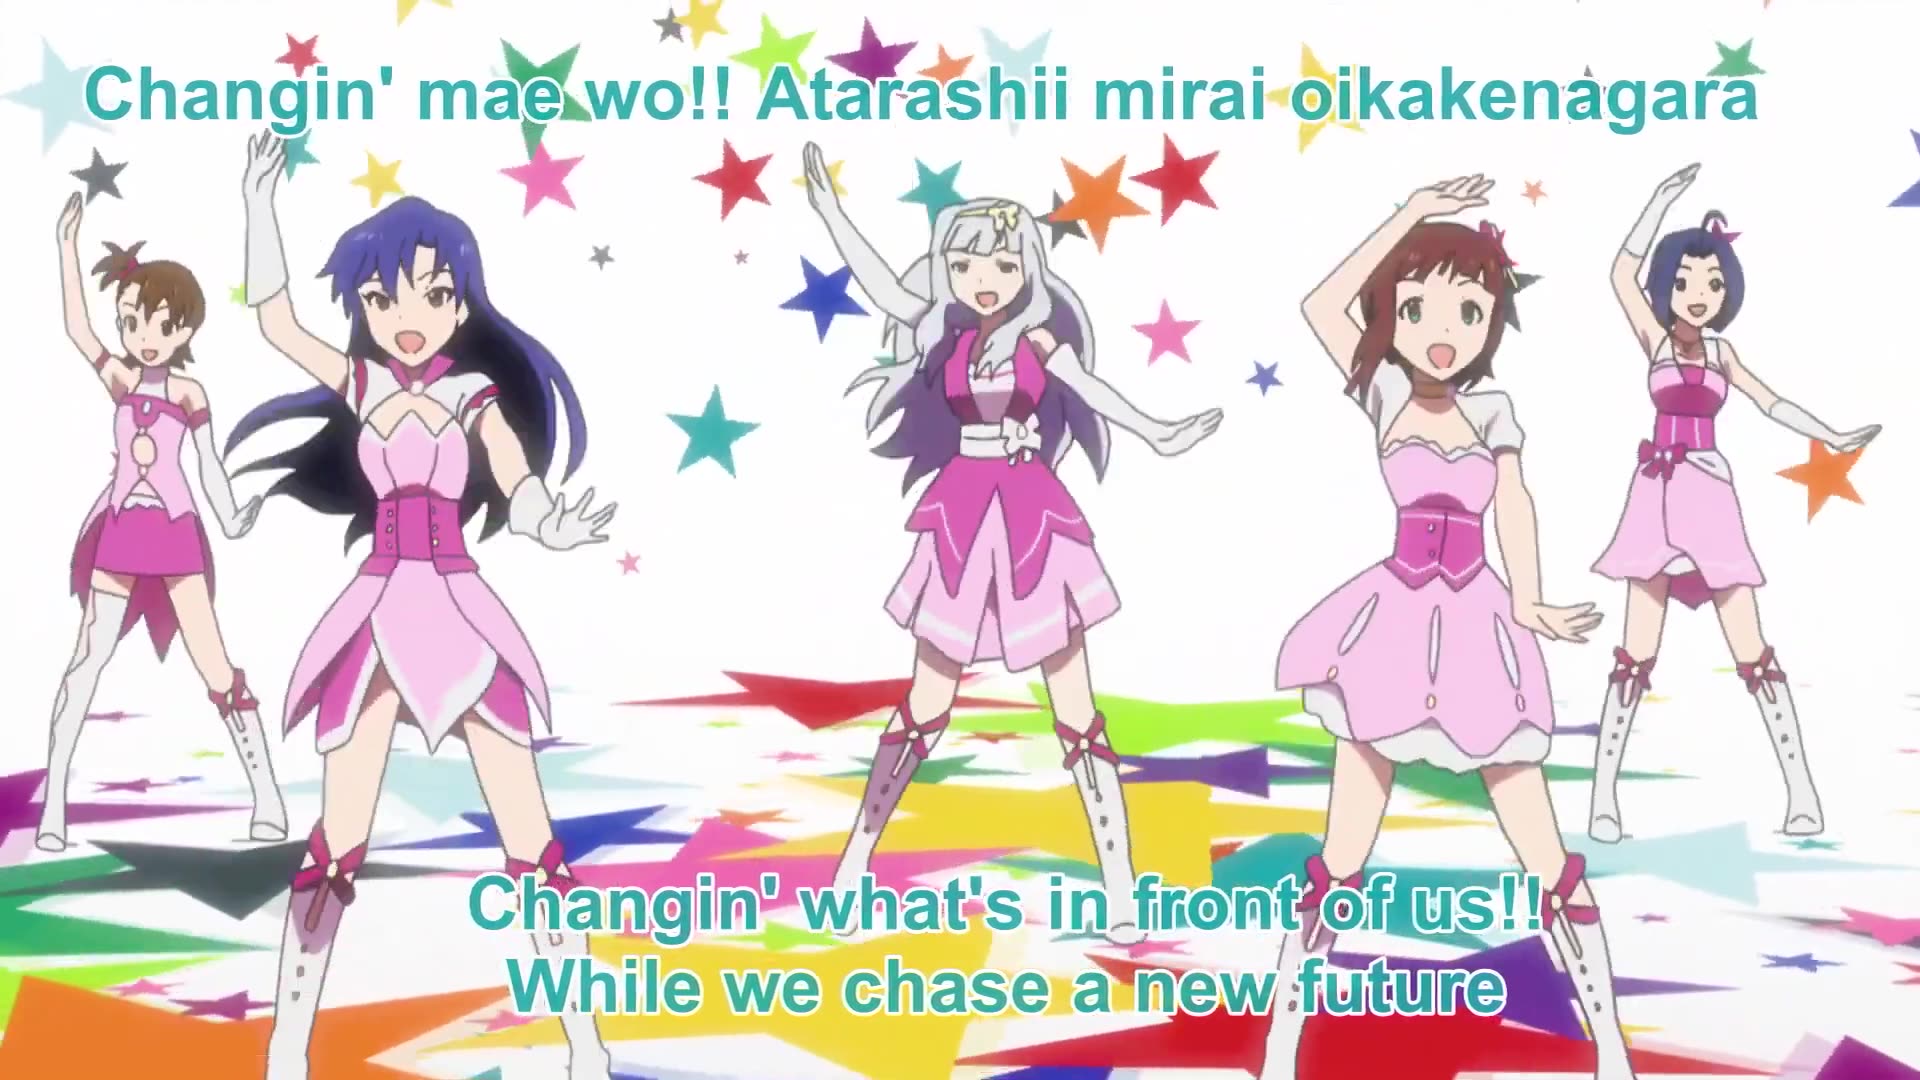 Changin' mae wo!! Atarashii mirai oikakenagara
Changin' what's in front of us!!
While we chase a new future